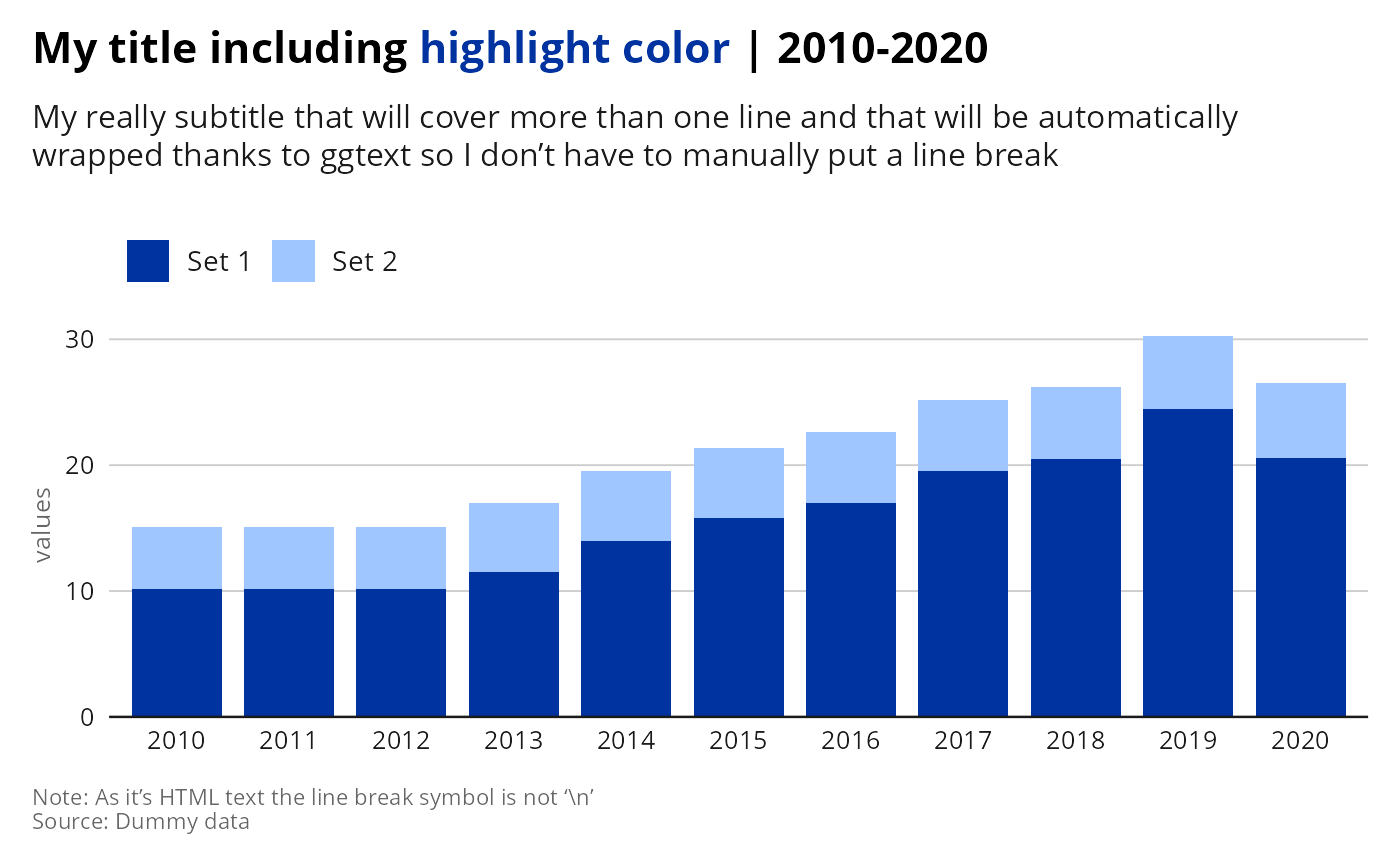 My title including highlight color | 2010-2020
My really subtitle that will cover more than one line and that will be automatically
wrapped thanks to ggtext so I don’t have to manually put a line break
Set 1 Set 2
30
20
10
0
values
2010 2011 2012 2013 2014 2015 2016 2017 2018 2019 2020
Note: As it’s HTML text the line break symbol is not ‘\n’
Source: Dummy data